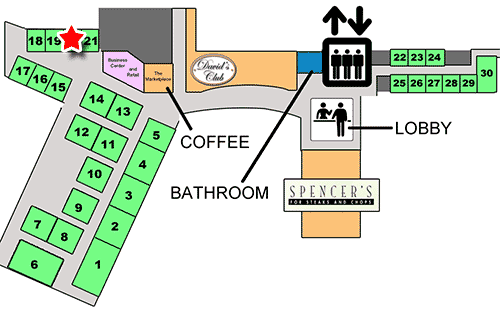 18 19 21
Business
Center
and
Retail
The
Marketplace
David's
Club
22 23 24
25 26 27 28 29
30
17 16 15
14 13
12 11
10
9
7 8
6
5
4
3
2
1
COFFEE
BATHROOM
LOBBY
SPENCER'S
FOR STEAKS AND CHOPS